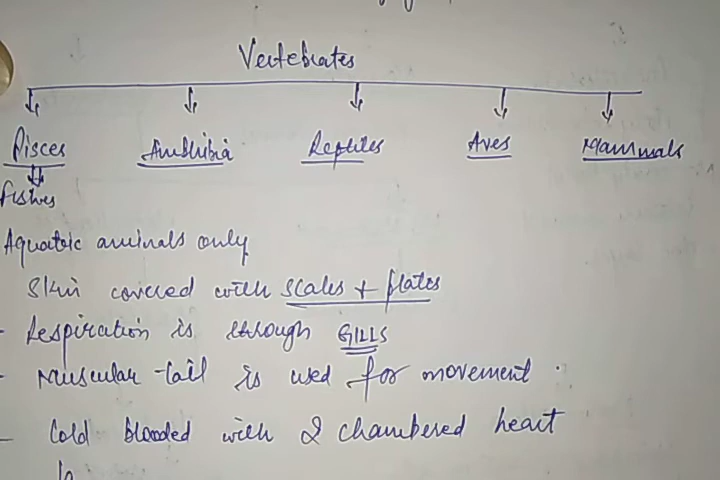 Vertebrates
Pisces Amphibia Reptiles Aves Mammals
Fishes
Aquatic animals only
Skin covered with scales + plates
- Respiration is through GILLS
- Muscular tail is used for movement.
- Cold blooded with 2 chambered heart